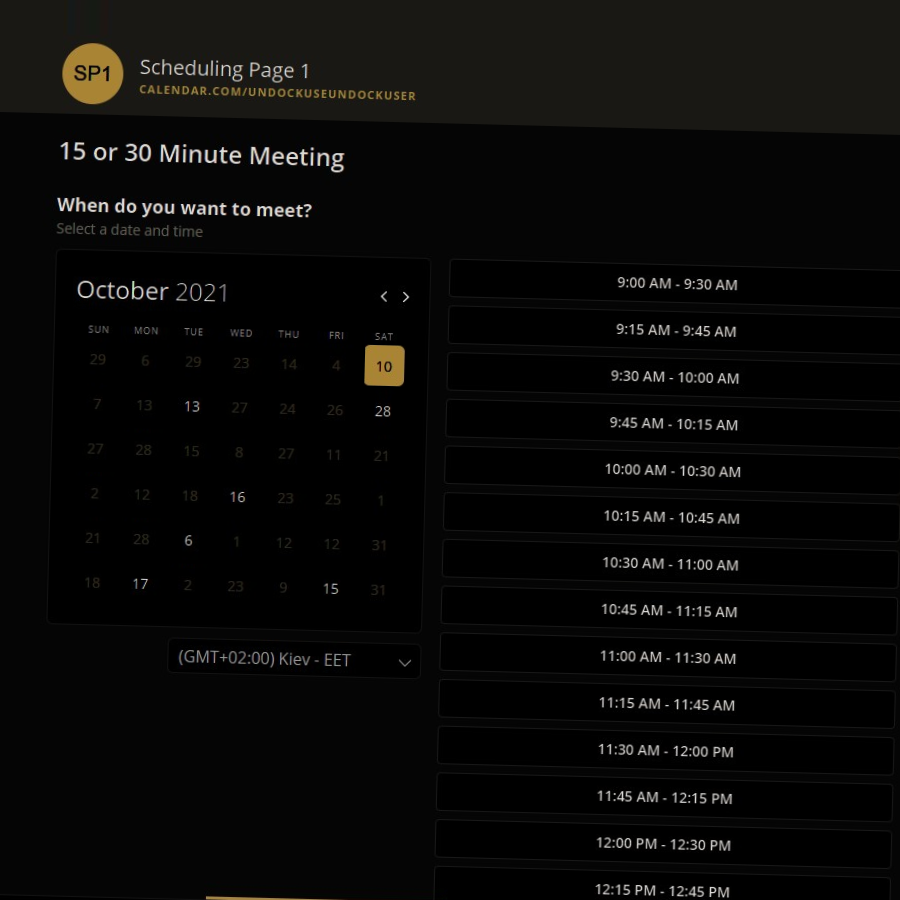 SP1
Scheduling Page 1
CALENDAR.COM/UNDOCKUSEUNDOCKUSER
15 or 30 Minute Meeting
When do you want to meet?
Select a date and time
October 2021
SUN MON TUE WED THU FRI SAT
29 6 29 23 14 4 10
7 13 13 27 24 26 28
27 28 15 8 27 11 21
2 12 18 16 23 25 1
21 28 6 1 12 12 31
18 17 2 23 9 15 31
(GMT+02:00) Kiev - EET
9:00 AM - 9:30 AM
9:15 AM - 9:45 AM
9:30 AM - 10:00 AM
9:45 AM - 10:15 AM
10:00 AM - 10:30 AM
10:15 AM - 10:45 AM
10:30 AM - 11:00 AM
10:45 AM - 11:15 AM
11:00 AM - 11:30 AM
11:15 AM - 11:45 AM
11:30 AM - 12:00 PM
11:45 AM - 12:15 PM
12:00 PM - 12:30 PM
12:15 PM - 12:45 PM